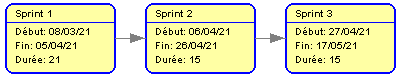 Sprint 1
Début: 08/03/21
Fin: 05/04/21
Durée: 21
Sprint 2
Début: 06/04/21
Fin: 26/04/21
Durée: 15
Sprint 3
Début: 27/04/21
Fin: 17/05/21
Durée: 15